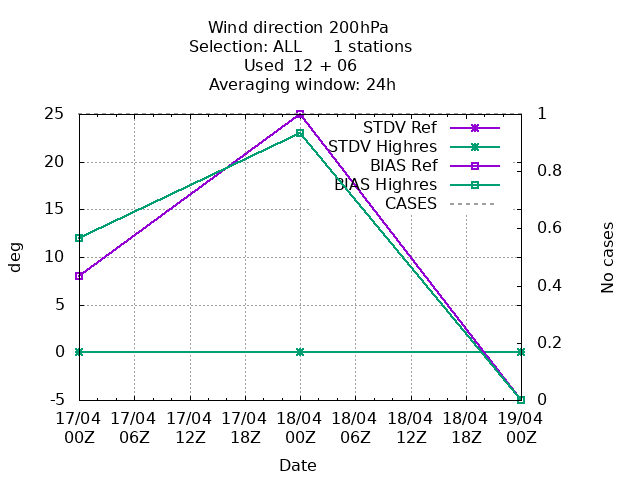 Wind direction 200hPa
Selection: ALL 1 stations
Used 12 + 06
Averaging window: 24h
25
20
15
10
5
0
-5
deg
1
0.8
0.6
0.4
0.2
0
No cases
STDV Ref
STDV Highres
BIAS Ref
BIAS Highres
CASES
17/04 17/04 17/04 17/04 18/04 18/04 18/04 18/04 19/04
00Z 06Z 12Z 18Z 00Z 06Z 12Z 18Z 00Z
Date